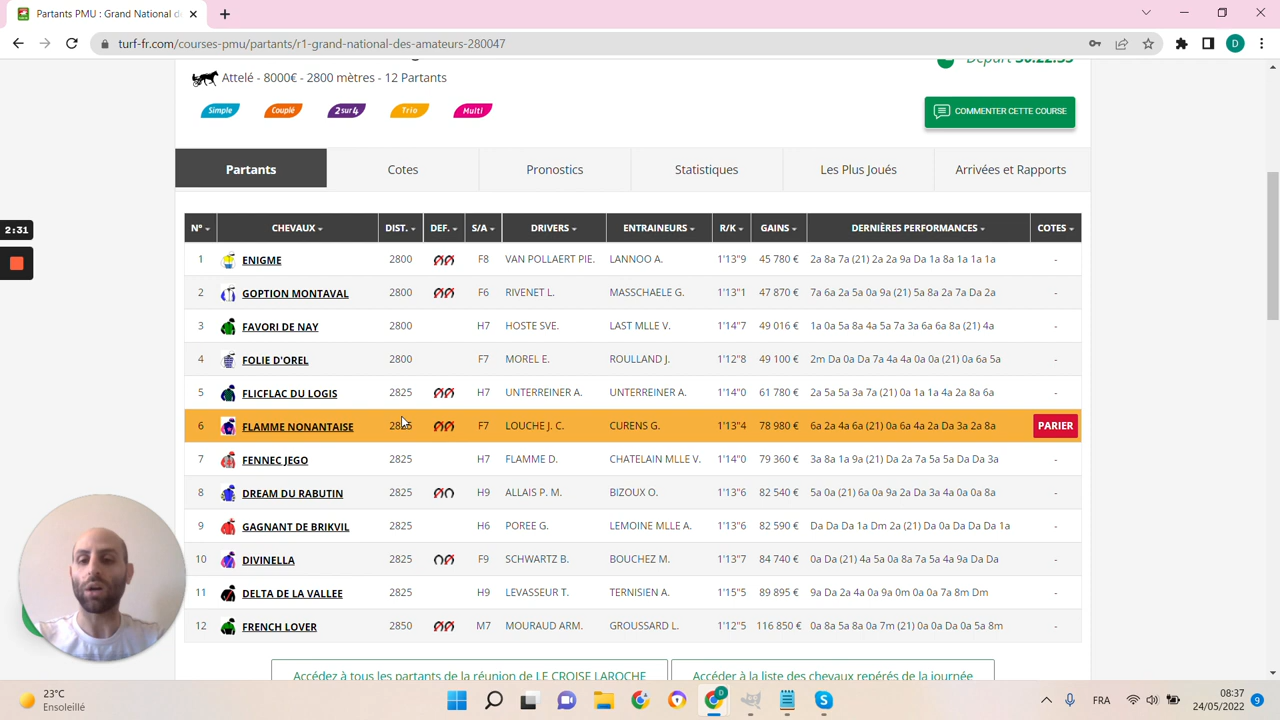 Partants PMU : Grand National d
turf-fr.com/courses-pmu/partants/r1-grand-national-des-amateurs-280047
D
Attelé - 8000€ - 2800 mètres - 12 Partants
Départ
Simple Couplé 2sur4 Trio Multi
COMMENTER CETTE COURSE
Partants Cotes Pronostics Statistiques Les Plus Joués Arrivées et Rapports
2:31
N° CHEVAUX DIST. DEF. S/A DRIVERS ENTRAINEURS R/K GAINS DERNIÈRES PERFORMANCES COTES
1 ENIGME 2800 F8 VAN POLLAERT PIE. LANNOO A. 1'13"9 45 780 € 2a 8a 7a (21) 2a 2a 9a Da 1a 8a 1a 1a 1a -
2 GOPTION MONTAVAL 2800 F6 RIVENET L. MASSCHAELE G. 1'13"1 47 870 € 7a 6a 2a 5a 0a 9a (21) 5a 8a 2a 7a Da 2a -
3 FAVORI DE NAY 2800 H7 HOSTE SVE. LAST MLLE V. 1'14"7 49 016 € 1a 0a 5a 8a 4a 5a 7a 3a 6a 6a 8a (21) 4a -
4 FOLIE D'OREL 2800 F7 MOREL E. ROULLAND J. 1'12"8 49 100 € 2m Da 0a Da 7a 4a 4a 0a 0a (21) 0a 6a 5a -
5 FLICFLAC DU LOGIS 2825 H7 UNTERREINER A. UNTERREINER A. 1'14"0 61 780 € 2a 5a 5a 3a 7a (21) 0a 1a 1a 4a 2a 8a 6a -
6 FLAMME NONANTAISE 2825 F7 LOUCHE J. C. CURENS G. 1'13"4 78 980 € 6a 2a 4a 6a (21) 0a 6a 4a 2a Da 3a 2a 8a PARIER
7 FENNEC JEGO 2825 H7 FLAMME D. CHATELAIN MLLE V. 1'14"0 79 360 € 3a 8a 1a 9a (21) Da 2a 7a 5a 5a Da Da 3a -
8 DREAM DU RABUTIN 2825 H9 ALLAIS P. M. BIZOUX O. 1'13"6 82 540 € 5a 0a (21) 6a 0a 9a 2a Da 3a 4a 0a 0a 8a -
9 GAGNANT DE BRIKVIL 2825 H6 POREE G. LEMOINE MLLE A. 1'13"6 82 590 € Da Da Da 1a Dm 2a (21) Da 0a Da Da Da 1a -
10 DIVINELLA 2825 F9 SCHWARTZ B. BOUCHEZ M. 1'13"7 84 740 € 0a Da (21) 4a 5a 0a 8a 7a 5a 4a 9a Da Da -
11 DELTA DE LA VALLEE 2825 H9 LEVASSEUR T. TERNISIEN A. 1'15"5 89 895 € 9a Da 2a 4a 0a 9a 0m 0a 0a 7a 8m Dm -
12 FRENCH LOVER 2850 M7 MOURAUD ARM. GROUSSARD L. 1'12"5 116 850 € 0a 8a 5a 8a 0a 7m (21) 0a 0a Da 0a 5a 8m -
Accédez à tous les partants de la réunion de LE CROISE LAROCHE Accéder à la liste des chevaux repérés de la journée
23°C
Ensoleillé
FRA
08:37
24/05/2022
9